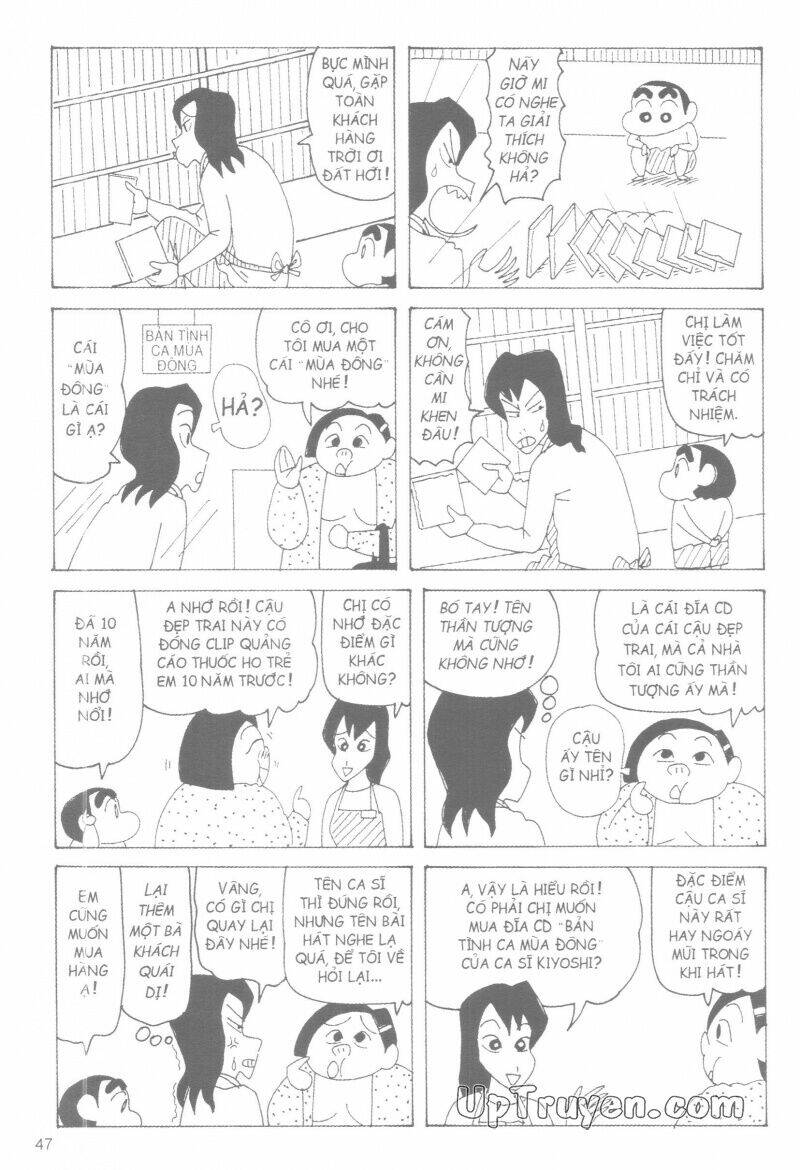 NÃY
GIỜ MI
CÓ NGHE
TA GIẢI
THÍCH
KHÔNG
HẢ?
BỰC MÌNH
QUÁ, GẶP
TOÀN
KHÁCH
HÀNG
TRỜI ƠI
ĐẤT HỠI!
CHỊ LÀM
VIỆC TỐT
ĐẤY! CHĂM
CHỈ VÀ CÓ
TRÁCH
NHIỆM.
CÁM
ƠN,
KHÔNG
CẦN
MI
KHEN
ĐÂU!
CÔ ƠI, CHO
TÔI MUA MỘT
CÁI "MÙA ĐÔNG"
NHÉ!
BẢN TÌNH
CA MÙA
ĐÔNG
HẢ?
CÁI
"MÙA
ĐÔNG"
LÀ CÁI
GÌ Ạ?
LÀ CÁI ĐĨA CD
CỦA CÁI CẬU ĐẸP
TRAI, MÀ CẢ NHÀ
TÔI AI CŨNG THẦN
TƯỢNG ẤY MÀ!
BÓ TAY! TÊN
THẦN TƯỢNG
MÀ CŨNG
KHÔNG NHỚ!
CẬU
ẤY TÊN
GÌ NHỈ?
CHỊ CÓ
NHỚ ĐẶC
ĐIỂM GÌ
KHÁC
KHÔNG?
A NHỚ RỒI! CẬU
ĐẸP TRAI NÀY CÓ
ĐÓNG CLIP QUẢNG
CÁO THUỐC HO TRẺ
EM 10 NĂM TRƯỚC!
ĐÃ 10
NĂM
RỒI,
AI MÀ
NHỚ
NỔI!
ĐẶC ĐIỂM
CẬU CA SĨ
NÀY RẤT
HAY NGOÁY
MŨI TRONG
KHI HÁT!
A, VẬY LÀ HIỂU RỒI!
CÓ PHẢI CHỊ MUỐN
MUA ĐĨA CD "BẢN
TÌNH CA MÙA ĐÔNG"
CỦA CA SĨ KIYOSHI?
TÊN CA SĨ
THÌ ĐÚNG RỒI,
NHƯNG TÊN BÀI
HÁT NGHE LẠ
QUÁ, ĐỂ TÔI VỀ
HỎI LẠI...
VÂNG,
CÓ GÌ CHỊ
QUAY LẠI
ĐÂY NHÉ!
LẠI
THÊM
MỘT BÀ
KHÁCH
QUÁI
DỊ!
EM
CŨNG
MUỐN
MUA
HÀNG
Ạ!
UPTRUYEN.COM
47